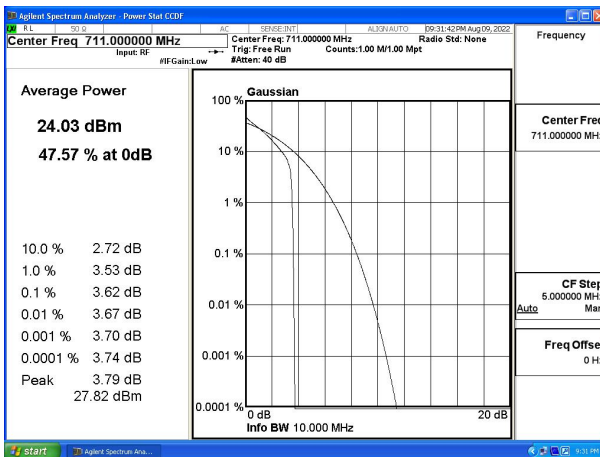 Agilent Spectrum Analyzer - Power Stat CCDF
RL 50 Ω AC SENSE:INT ALIGN AUTO 09:31:42 PM Aug 09, 2022
Center Freq 711.000000 MHz
Center Freq: 711.000000 MHz Radio Std: None
Input: RF Trig: Free Run Counts:1.00 M/1.00 Mpt
#IFGain:Low #Atten: 40 dB
Frequency
Average Power
24.03 dBm
47.57 % at 0dB
10.0 % 2.72 dB
1.0 % 3.53 dB
0.1 % 3.62 dB
0.01 % 3.67 dB
0.001 % 3.70 dB
0.0001 % 3.74 dB
Peak 3.79 dB
27.82 dBm
Gaussian
100 %
10 %
1 %
0.1 %
0.01 %
0.001 %
0.0001 %
0 dB 20 dB
Info BW 10.000 MHz
Center Freq
711.000000 MHz
CF Step
5.000000 MHz
Auto Man
Freq Offset
0 Hz
start Agilent Spectrum Ana... 9:31 PM